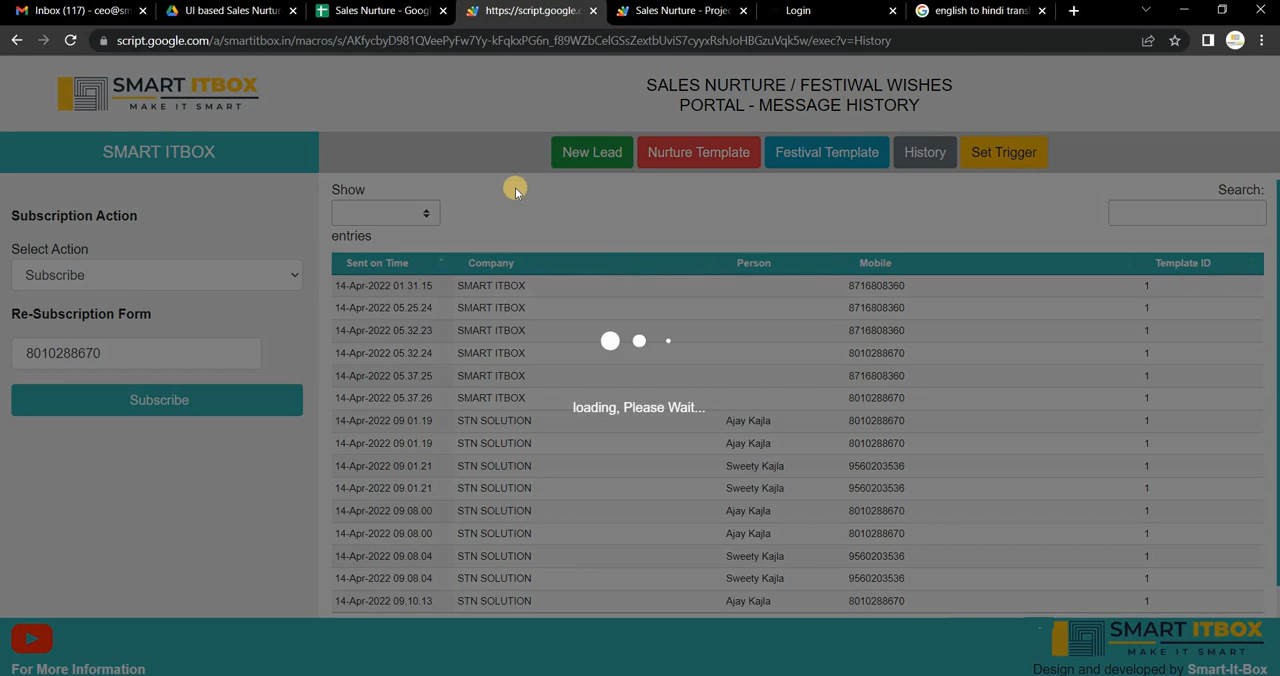 Inbox (117) - ceo@sm
UI based Sales Nurtur
Sales Nurture - Goog
https://script.google.c
Sales Nurture - Projec
Login
english to hindi trans
script.google.com/a/smartitbox.in/macros/s/AKfycbyD981QVeePyFw7Yy-kFqkxPG6n_f89WZbCelGSsZextbUviS7cyyxRshJoHBGzuVqk5w/exec?v=History
SMART ITBOX
MAKE IT SMART
SALES NURTURE / FESTIWAL WISHES
PORTAL - MESSAGE HISTORY
SMART ITBOX
New Lead
Nurture Template
Festival Template
History
Set Trigger
Subscription Action
Select Action
Subscribe
Re-Subscription Form
8010288670
Subscribe
Show
entries
Search:
Sent on Time Company Person Mobile Template ID
14-Apr-2022 01.31.15 SMART ITBOX 8716808360 1
14-Apr-2022 05.25.24 SMART ITBOX 8716808360 1
14-Apr-2022 05.32.23 SMART ITBOX 8716808360 1
14-Apr-2022 05.32.24 SMART ITBOX 8010288670 1
14-Apr-2022 05.37.25 SMART ITBOX 8716808360 1
14-Apr-2022 05.37.26 SMART ITBOX 8010288670 1
14-Apr-2022 09.01.19 STN SOLUTION Ajay Kajla 8010288670 1
14-Apr-2022 09.01.19 STN SOLUTION Ajay Kajla 8010288670 1
14-Apr-2022 09.01.21 STN SOLUTION Sweety Kajla 9560203536 1
14-Apr-2022 09.01.21 STN SOLUTION Sweety Kajla 9560203536 1
14-Apr-2022 09.08.00 STN SOLUTION Ajay Kajla 8010288670 1
14-Apr-2022 09.08.00 STN SOLUTION Ajay Kajla 8010288670 1
14-Apr-2022 09.08.04 STN SOLUTION Sweety Kajla 9560203536 1
14-Apr-2022 09.08.04 STN SOLUTION Sweety Kajla 9560203536 1
14-Apr-2022 09.10.13 STN SOLUTION Ajay Kajla 8010288670 1
loading, Please Wait...
For More Information
SMART ITBOX
MAKE IT SMART
Design and developed by Smart-It-Box